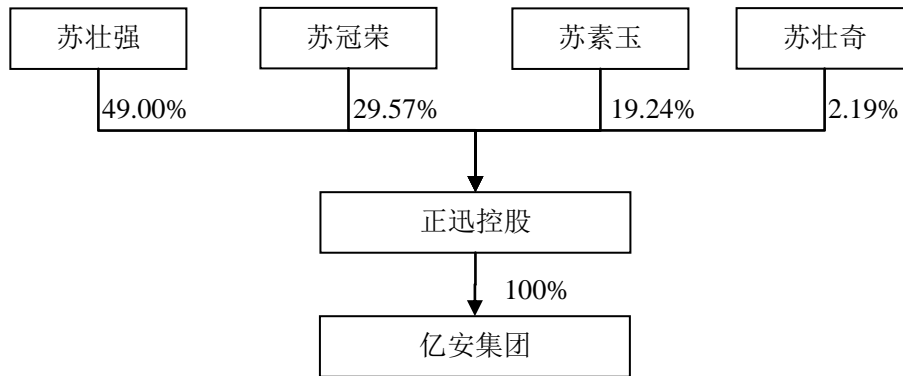 苏壮强 苏冠荣 苏素玉 苏壮奇
49.00% 29.57% 19.24% 2.19%
正迅控股
100%
亿安集团